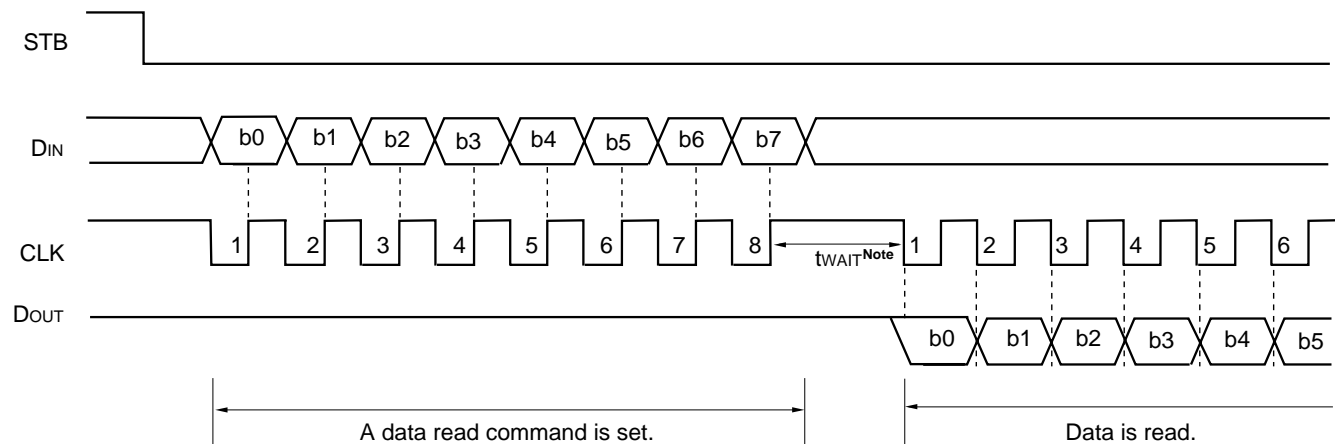 STB
DIN
b0 b1 b2 b3 b4 b5 b6 b7
CLK
1 2 3 4 5 6 7 8
tWAITNote
1 2 3 4 5 6
DOUT
b0 b1 b2 b3 b4 b5
A data read command is set.
Data is read.